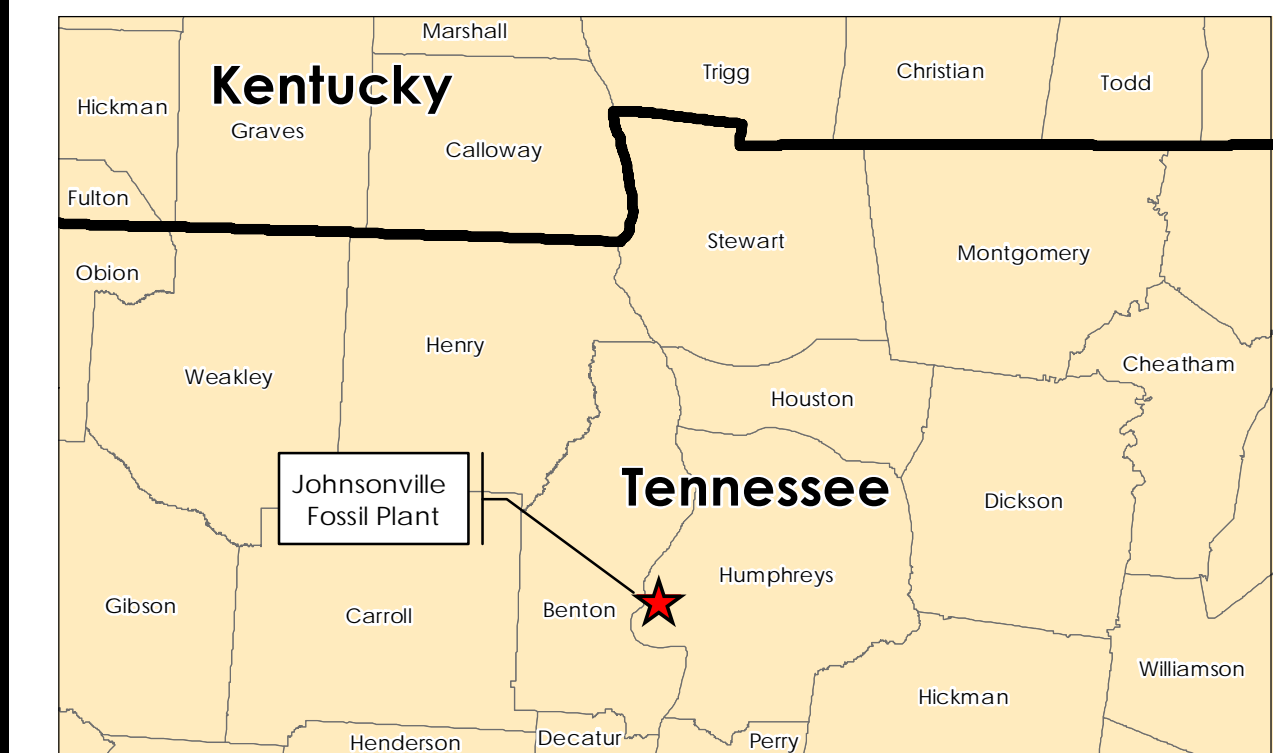 Marshall
Trigg
Christian
Todd
Kentucky
Hickman
Graves
Calloway
Fulton
Stewart
Montgomery
Obion
Henry
Weakley
Cheatham
Houston
Johnsonville
Fossil Plant
Tennessee
Dickson
Humphreys
Gibson
Carroll
Benton
Williamson
Hickman
Henderson
Decatur
Perry